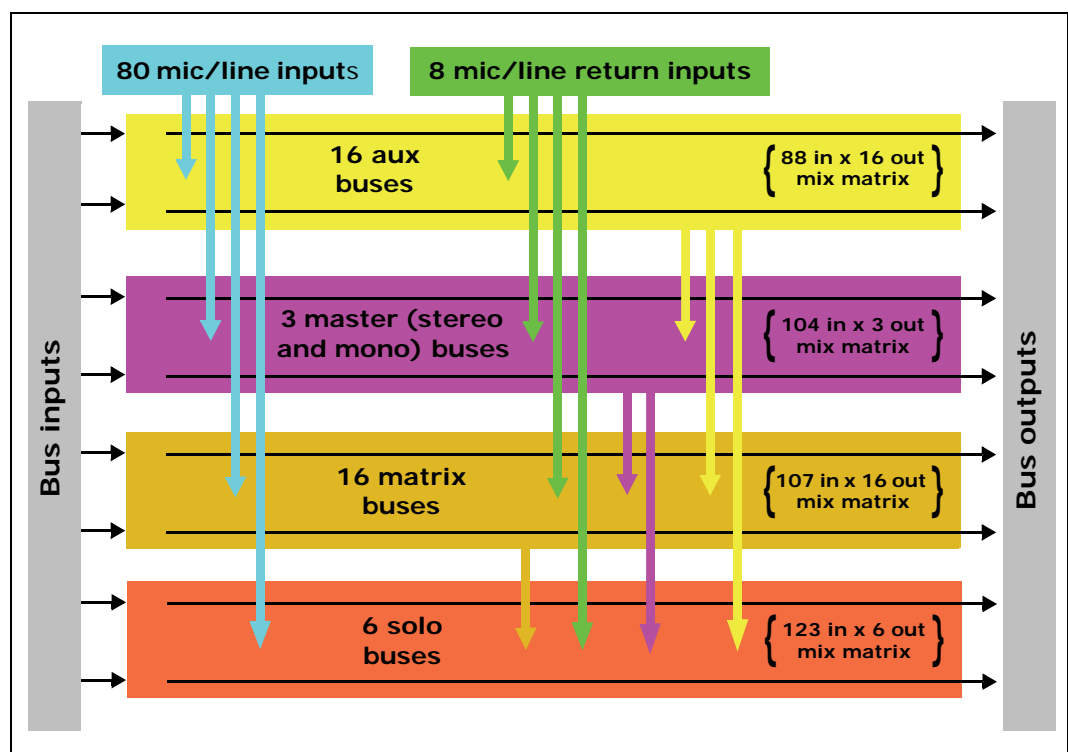 80 mic/line inputs
8 mic/line return inputs
Bus inputs
16 aux
buses
88 in x 16 out
mix matrix
3 master (stereo
and mono) buses
104 in x 3 out
mix matrix
16 matrix
buses
107 in x 16 out
mix matrix
6 solo
buses
123 in x 6 out
mix matrix
Bus outputs